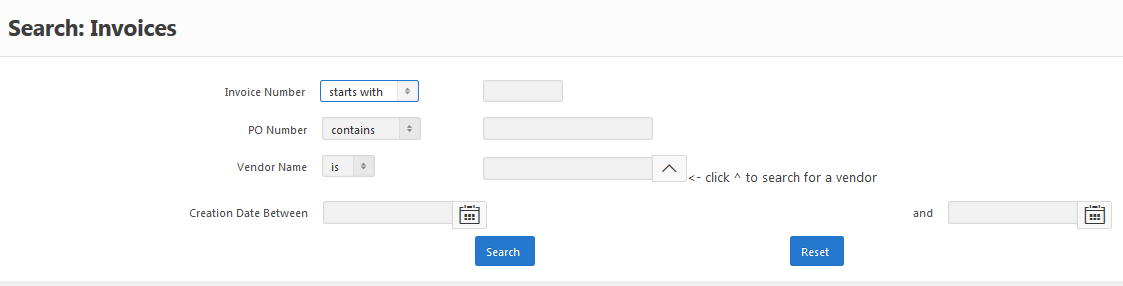 Search: Invoices
Invoice Number starts with
PO Number contains
Vendor Name is <- click ^ to search for a vendor
Creation Date Between and
Search Reset